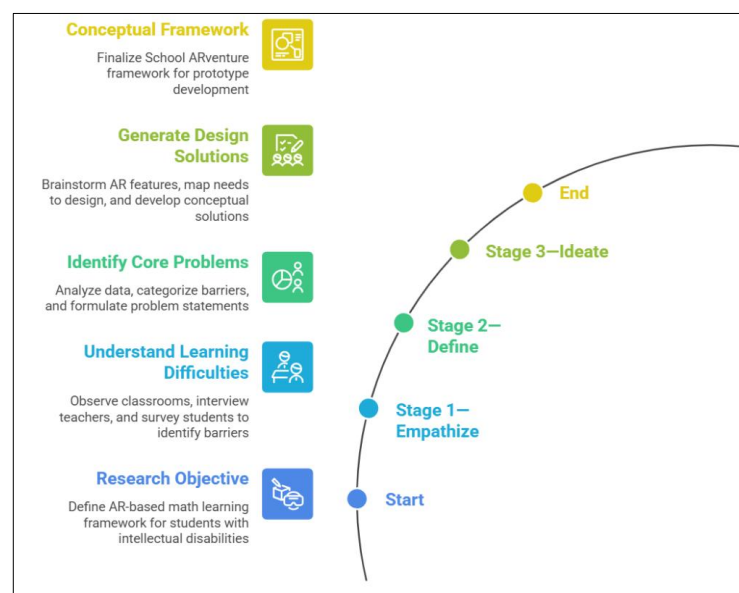 Conceptual Framework
Finalize School ARventure
framework for prototype
development
Generate Design
Solutions
Brainstorm AR features, map needs
to design, and develop conceptual
solutions
Identify Core Problems
Analyze data, categorize barriers,
and formulate problem statements
Understand Learning
Difficulties
Observe classrooms, interview
teachers, and survey students to
identify barriers
Research Objective
Define AR-based math learning
framework for students with
intellectual disabilities
End
Stage 3—Ideate
Stage 2—
Define
Stage 1—
Empathize
Start